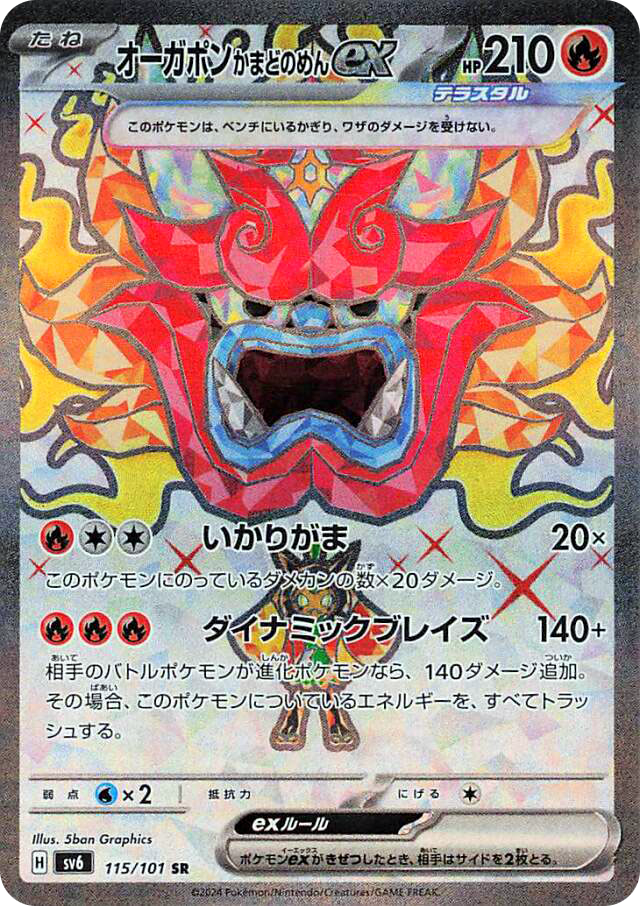 たね オーガポン かまどのめん ex HP 210
テラスタル
このポケモンは、ベンチにいるかぎり、ワザのダメージを受けない。
いかりがま 20×
このポケモンにのっているダメカンの数×20ダメージ。
ダイナミックブレイズ 140+
相手のバトルポケモンが進化ポケモンなら、140ダメージ追加。
その場合、このポケモンについているエネルギーを、すべてトラッ
シュする。
弱点 ×2 抵抗力 にげる
exルール
ポケモンexがきぜつしたとき、相手はサイドを2枚とる。
Illus. 5ban Graphics
H sv6 115/101 SR
©2024 Pokémon/Nintendo/Creatures/GAME FREAK.